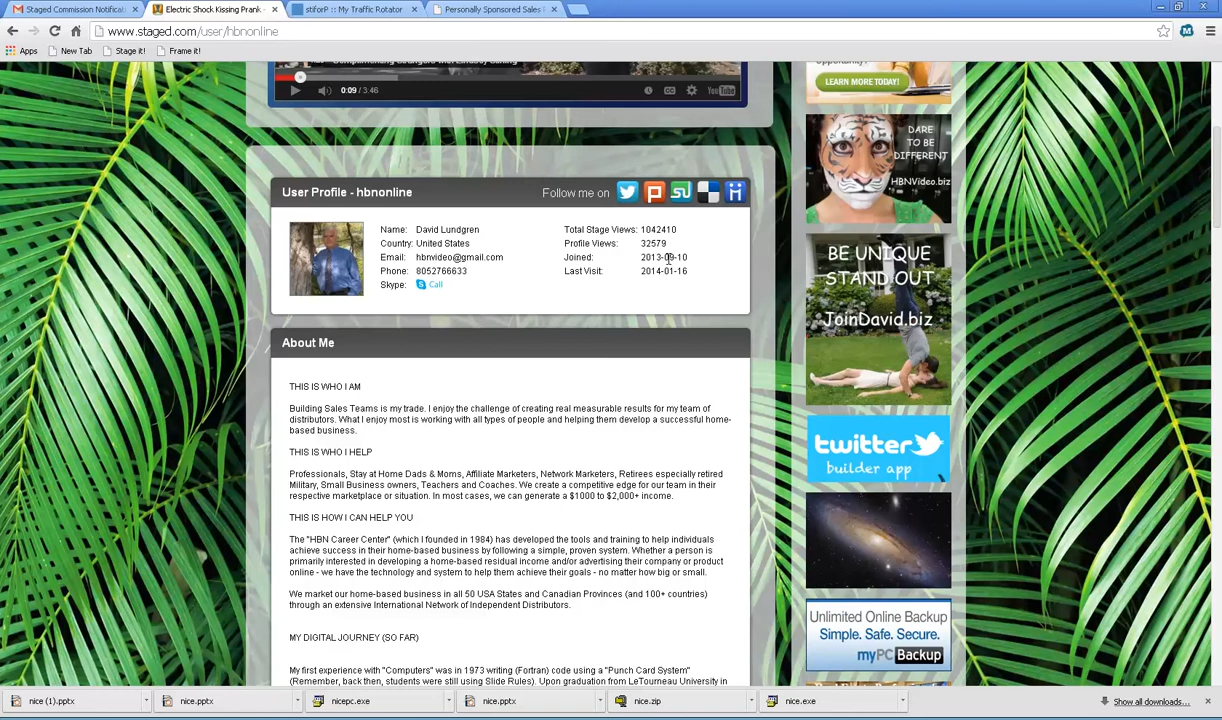 Staged Commission Notificat
Electric Shock Kissing Prank -
stiforP :: My Traffic Rotator
Personally Sponsored Sales
www.staged.com/user/hbnonline
Apps
New Tab
Stage it!
Frame it!
0:09 / 3:46
YouTube
LEARN MORE TODAY!
User Profile - hbnonline
Follow me on
Name: David Lundgren
Country: United States
Email: hbnvideo@gmail.com
Phone: 8052766633
Skype: Call
Total Stage Views: 1042410
Profile Views: 32579
Joined: 2013-09-10
Last Visit: 2014-01-16
About Me
THIS IS WHO I AM
Building Sales Teams is my trade. I enjoy the challenge of creating real measurable results for my team of
distributors. What I enjoy most is working with all types of people and helping them develop a successful home-
based business.
THIS IS WHO I HELP
Professionals, Stay at Home Dads & Moms, Affiliate Marketers, Network Marketers, Retirees especially retired
Military, Small Business owners, Teachers and Coaches. We create a competitive edge for our team in their
respective marketplace or situation. In most cases, we can generate a $1000 to $2,000+ income.
THIS IS HOW I CAN HELP YOU
The "HBN Career Center" (which I founded in 1984) has developed the tools and training to help individuals
achieve success in their home-based business by following a simple, proven system. Whether a person is
primarily interested in developing a home-based residual income and/or advertising their company or product
online - we have the technology and system to help them achieve their goals - no matter how big or small.
We market our home-based business in all 50 USA States and Canadian Provinces (and 100+ countries)
through an extensive International Network of Independent Distributors.
MY DIGITAL JOURNEY (SO FAR)
My first experience with "Computers" was in 1973 writing (Fortran) code using a "Punch Card System"
(Remember, back then, students were still using Slide Rules). Upon graduation from LeTourneau University in
DARE
TO BE
DIFFERENT
HBNVideo.biz
BE UNIQUE
STAND OUT
JoinDavid.biz
twitter
builder app
Unlimited Online Backup
Simple. Safe. Secure.
myPC Backup
nice (1).pptx
nice.pptx
nicepc.exe
nice.pptx
nice.zip
nice.exe
Show all downloads...